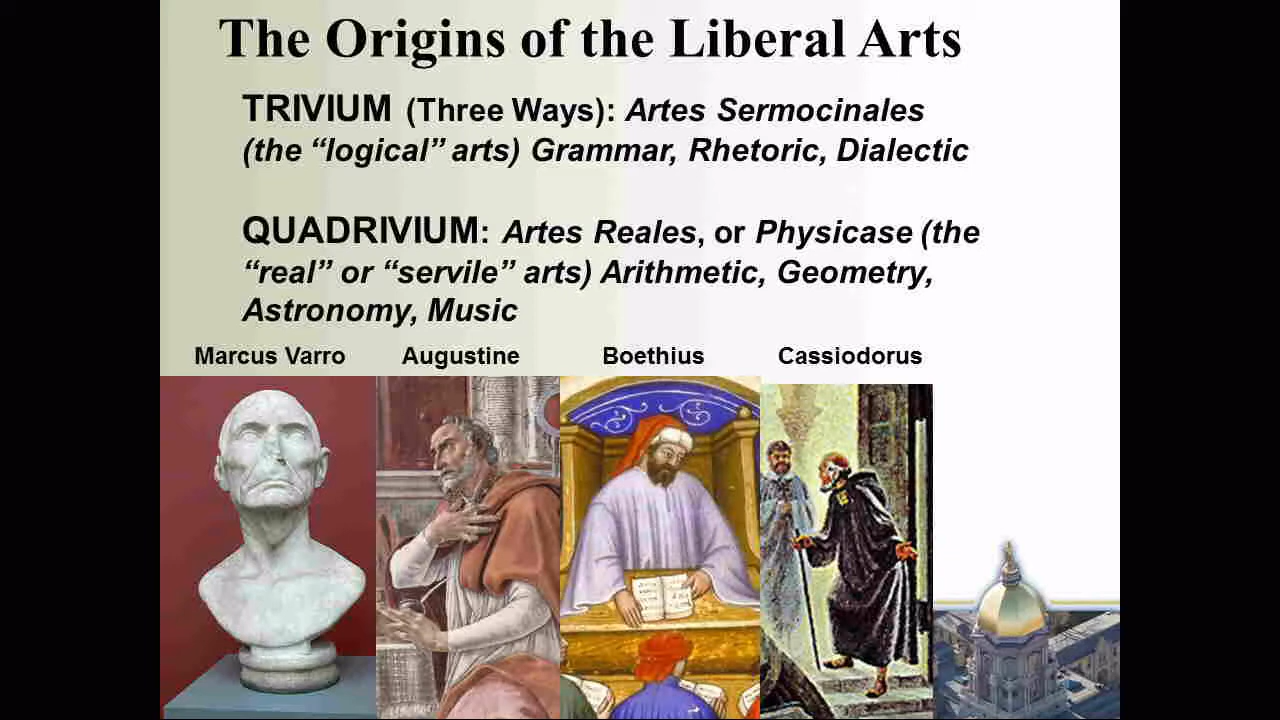 The Origins of the Liberal Arts
TRIVIUM (Three Ways): Artes Sermocinales
(the “logical” arts) Grammar, Rhetoric, Dialectic
QUADRIVIUM: Artes Reales, or Physicase (the
“real” or “servile” arts) Arithmetic, Geometry,
Astronomy, Music
Marcus Varro Augustine Boethius Cassiodorus